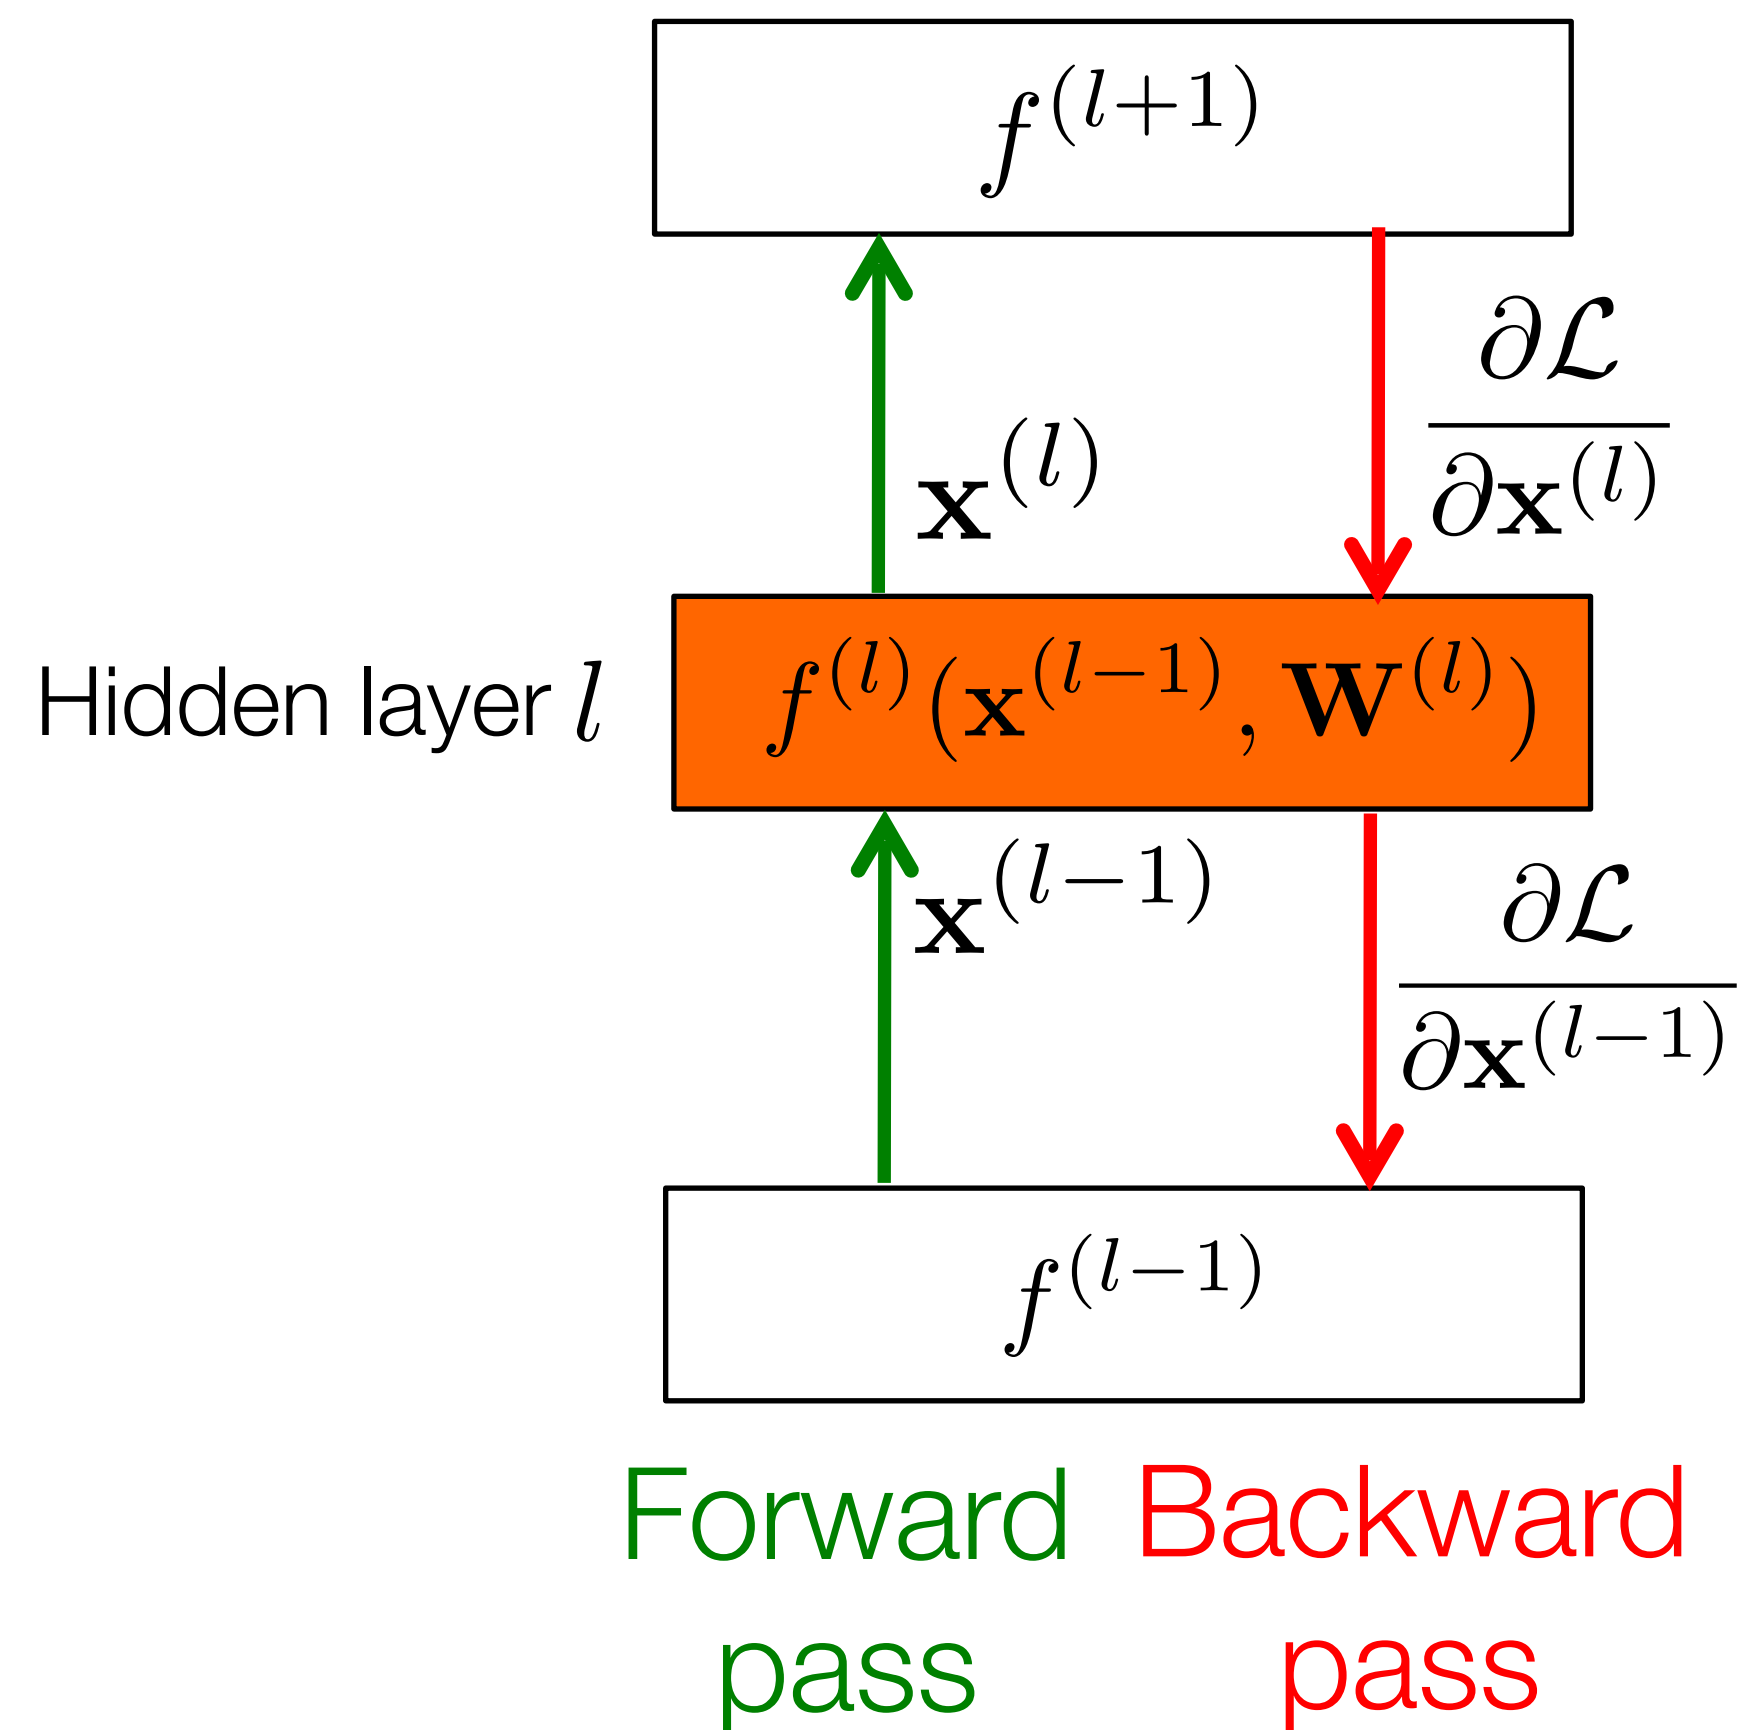 f^{(l+1)}
x^{(l)}
∂ℒ
∂x^{(l)}
Hidden layer l
f^{(l)}(x^{(l−1)}, W^{(l)})
x^{(l−1)}
∂ℒ
∂x^{(l−1)}
f^{(l−1)}
Forward
pass
Backward
pass